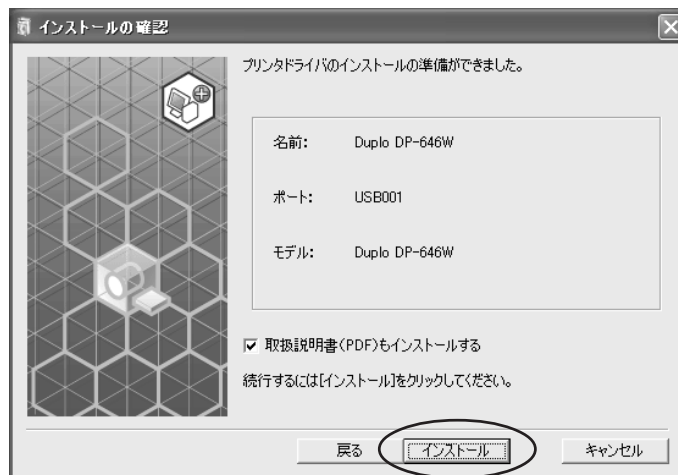 インストールの確認
プリンタドライバのインストールの準備ができました。
名前: Duplo DP-646W
ポート: USB001
モデル: Duplo DP-646W
取扱説明書(PDF)もインストールする
続行するには[インストール]をクリックしてください。
戻る インストール キャンセル